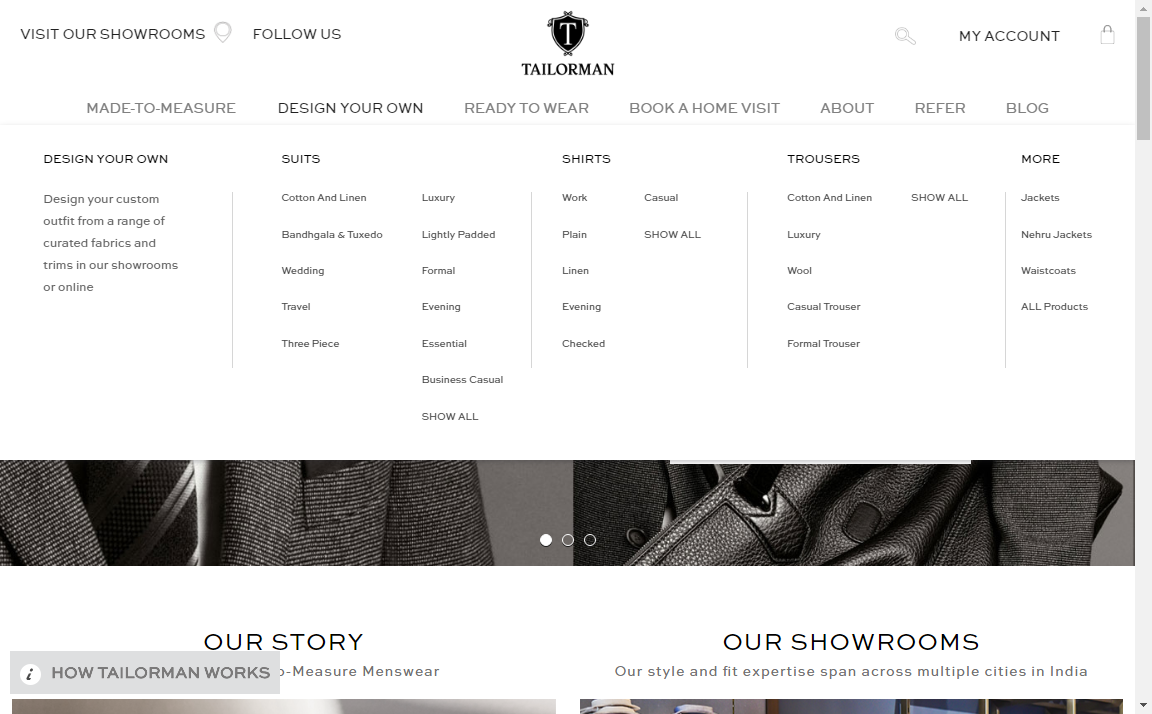 VISIT OUR SHOWROOMS
FOLLOW US
T
TAILORMAN
MY ACCOUNT
MADE-TO-MEASURE
DESIGN YOUR OWN
READY TO WEAR
BOOK A HOME VISIT
ABOUT
REFER
BLOG
DESIGN YOUR OWN
Design your custom
outfit from a range of
curated fabrics and
trims in our showrooms
or online
SUITS
Cotton And Linen
Bandhgala & Tuxedo
Wedding
Travel
Three Piece
Luxury
Lightly Padded
Formal
Evening
Essential
Business Casual
SHOW ALL
SHIRTS
Work
Plain
Linen
Evening
Checked
Casual
SHOW ALL
TROUSERS
Cotton And Linen
Luxury
Wool
Casual Trouser
Formal Trouser
SHOW ALL
MORE
Jackets
Nehru Jackets
Waistcoats
ALL Products
OUR STORY
o-Measure Menswear
OUR SHOWROOMS
Our style and fit expertise span across multiple cities in India
i HOW TAILORMAN WORKS